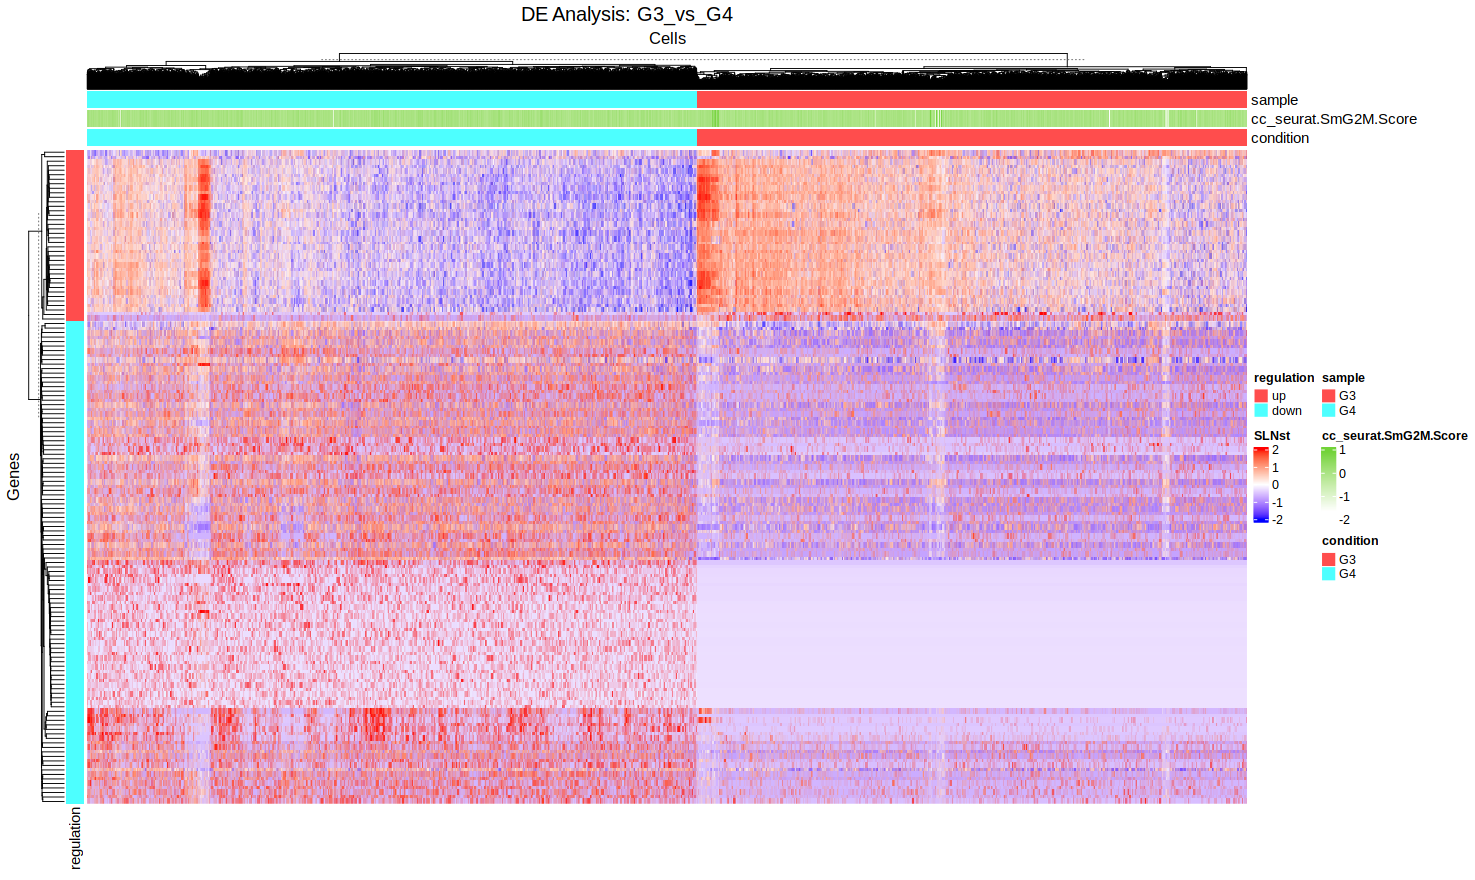 DE Analysis: G3_vs_G4
Cells
sample
cc_seurat.SmG2M.Score
condition
Genes
regulation
regulation
up
down
sample
G3
G4
SLNst
2
1
0
-1
-2
cc_seurat.SmG2M.Score
1
0
-1
-2
condition
G3
G4